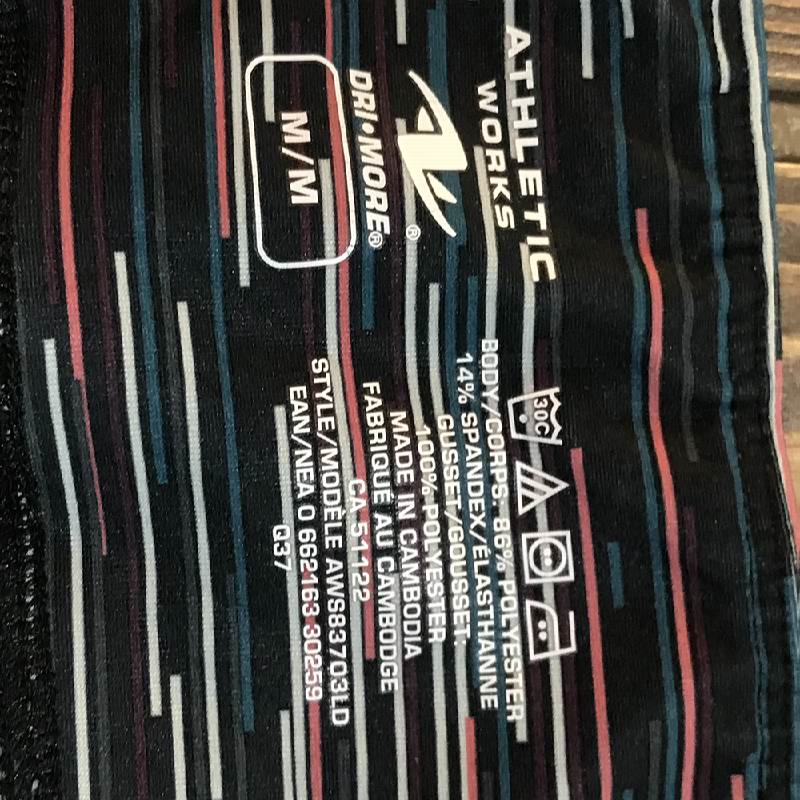 ATHLETIC
WORKS
®
DRI•MORE®
M/M
30C
BODY/CORPS: 86% POLYESTER
14% SPANDEX/ÉLASTHANNE
GUSSET/GOUSSET:
100% POLYESTER
MADE IN CAMBODIA
FABRIQUÉ AU CAMBODGE
CA 51122
STYLE/MODÈLE AWS83703LD
EAN/NEA 0 662163 30259
Q37